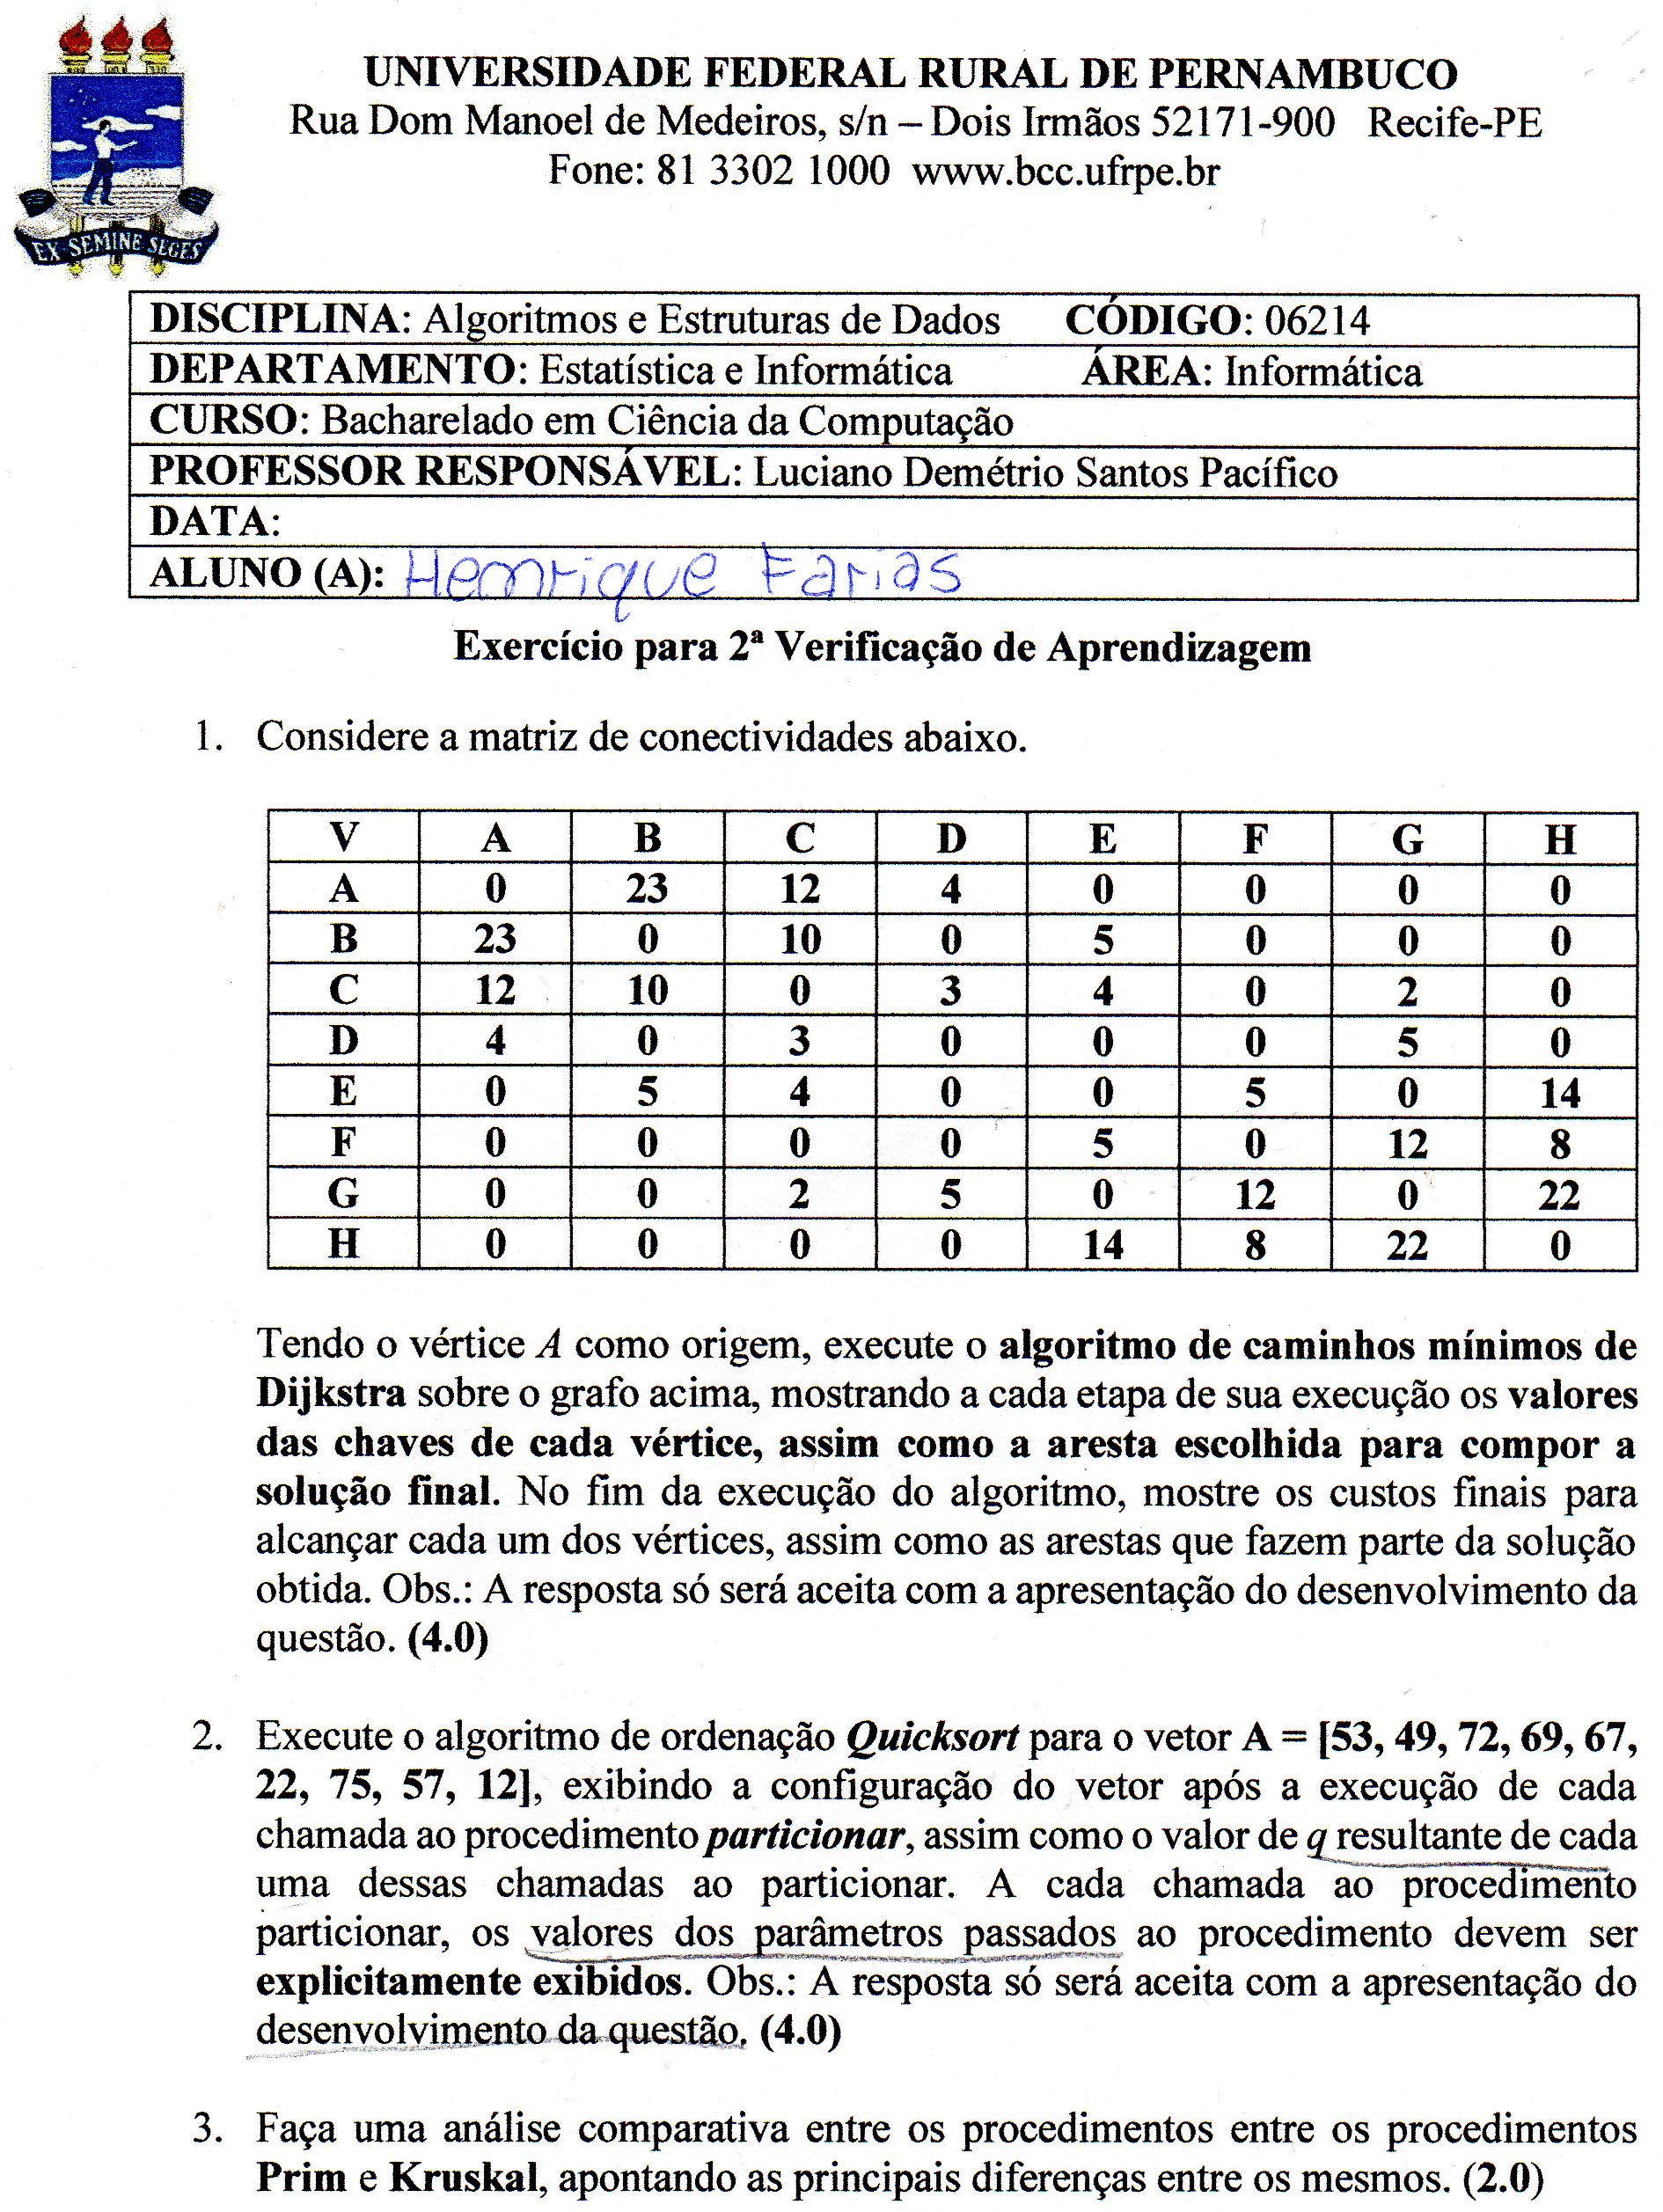 UNIVERSIDADE FEDERAL RURAL DE PERNAMBUCO
Rua Dom Manoel de Medeiros, s/n – Dois Irmãos 52171-900 Recife-PE
Fone: 81 3302 1000 www.bcc.ufrpe.br
EX SEMINE SEGES
DISCIPLINA: Algoritmos e Estruturas de Dados CÓDIGO: 06214
DEPARTAMENTO: Estatística e Informática ÁREA: Informática
CURSO: Bacharelado em Ciência da Computação
PROFESSOR RESPONSÁVEL: Luciano Demétrio Santos Pacífico
DATA:
ALUNO (A): Henrique Farias
Exercício para 2ª Verificação de Aprendizagem
1. Considere a matriz de conectividades abaixo.
V A B C D E F G H
A 0 23 12 4 0 0 0 0
B 23 0 10 0 5 0 0 0
C 12 10 0 3 4 0 2 0
D 4 0 3 0 0 0 5 0
E 0 5 4 0 0 5 0 14
F 0 0 0 0 5 0 12 8
G 0 0 2 5 0 12 0 22
H 0 0 0 0 14 8 22 0
Tendo o vértice A como origem, execute o algoritmo de caminhos mínimos de
Dijkstra sobre o grafo acima, mostrando a cada etapa de sua execução os valores
das chaves de cada vértice, assim como a aresta escolhida para compor a
solução final. No fim da execução do algoritmo, mostre os custos finais para
alcançar cada um dos vértices, assim como as arestas que fazem parte da solução
obtida. Obs.: A resposta só será aceita com a apresentação do desenvolvimento da
questão. (4.0)
2. Execute o algoritmo de ordenação Quicksort para o vetor A = [53, 49, 72, 69, 67,
22, 75, 57, 12], exibindo a configuração do vetor após a execução de cada
chamada ao procedimento particionar, assim como o valor de q resultante de cada
uma dessas chamadas ao particionar. A cada chamada ao procedimento
particionar, os valores dos parâmetros passados ao procedimento devem ser
explicitamente exibidos. Obs.: A resposta só será aceita com a apresentação do
desenvolvimento da questão. (4.0)
3. Faça uma análise comparativa entre os procedimentos entre os procedimentos
Prim e Kruskal, apontando as principais diferenças entre os mesmos. (2.0)